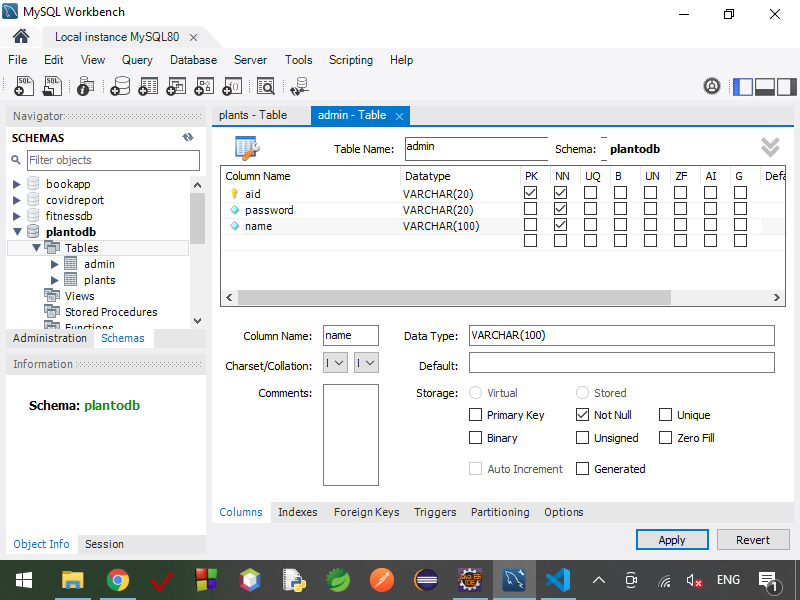 MySQL Workbench
Local instance MySQL80
File Edit View Query Database Server Tools Scripting Help
SQL SQL
Navigator
plants - Table admin - Table
SCHEMAS
Filter objects
bookapp
covidreport
fitnessdb
plantodb
Tables
admin
plants
Views
Stored Procedures
Functions
Administration Schemas
Information
Schema: plantodb
Object Info Session
Table Name: admin Schema: plantodb
Column Name Datatype PK NN UQ B UN ZF AI G Defa
aid VARCHAR(20)
password VARCHAR(20)
name VARCHAR(100)
Column Name: name Data Type: VARCHAR(100)
Charset/Collation: Default:
Comments: Storage: Virtual Stored
Primary Key Not Null Unique
Binary Unsigned Zero Fill
Auto Increment Generated
Columns Indexes Foreign Keys Triggers Partitioning Options
Apply Revert
ENG 1